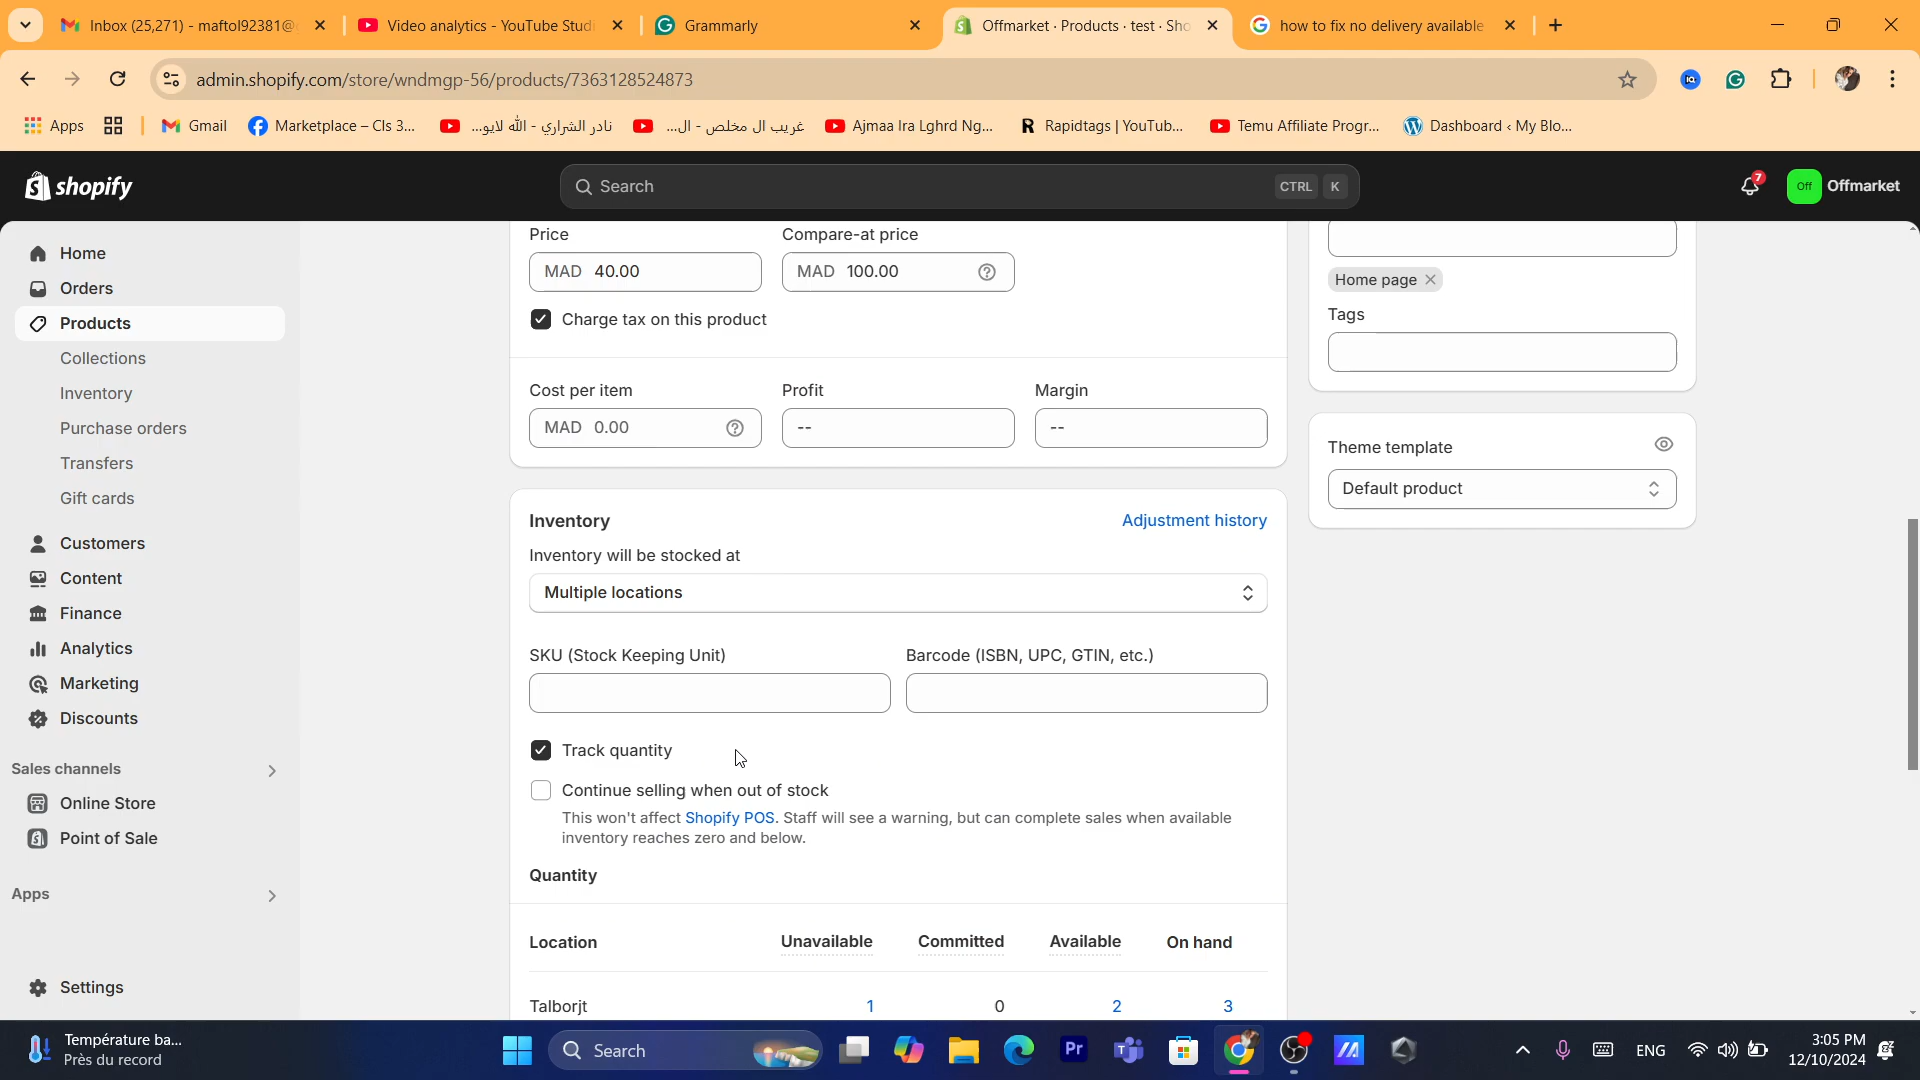 Inbox (25,271) - maftol92381@
Video analytics - YouTube Studi
Grammarly
Offmarket · Products · test · Sho
how to fix no delivery available
admin.shopify.com/store/wndmgp-56/products/7363128524873
Apps
Gmail
Marketplace – Cls 3...
نادر الشراري - الله لايو...
غريب ال مخلص - ال...
Ajmaa Ira Lghrd Ng...
Rapidtags | YouTub...
Temu Affiliate Progr...
Dashboard ‹ My Blo...
shopify
Search
CTRL K
7
Off
Offmarket
Home
Orders
Products
Collections
Inventory
Purchase orders
Transfers
Gift cards
Customers
Content
Finance
Analytics
Marketing
Discounts
Sales channels
Online Store
Point of Sale
Apps
Settings
Price
Compare-at price
MAD 40.00
MAD 100.00
Charge tax on this product
Cost per item
Profit
Margin
MAD 0.00
--
--
Inventory
Adjustment history
Inventory will be stocked at
Multiple locations
SKU (Stock Keeping Unit)
Barcode (ISBN, UPC, GTIN, etc.)
Track quantity
Continue selling when out of stock
This won't affect Shopify POS. Staff will see a warning, but can complete sales when available
inventory reaches zero and below.
Quantity
Location Unavailable Committed Available On hand
Talborjt 1 0 2 3
Home page
Tags
Theme template
Default product
Température ba...
Près du record
Search
Pr
ENG
3:05 PM
12/10/2024